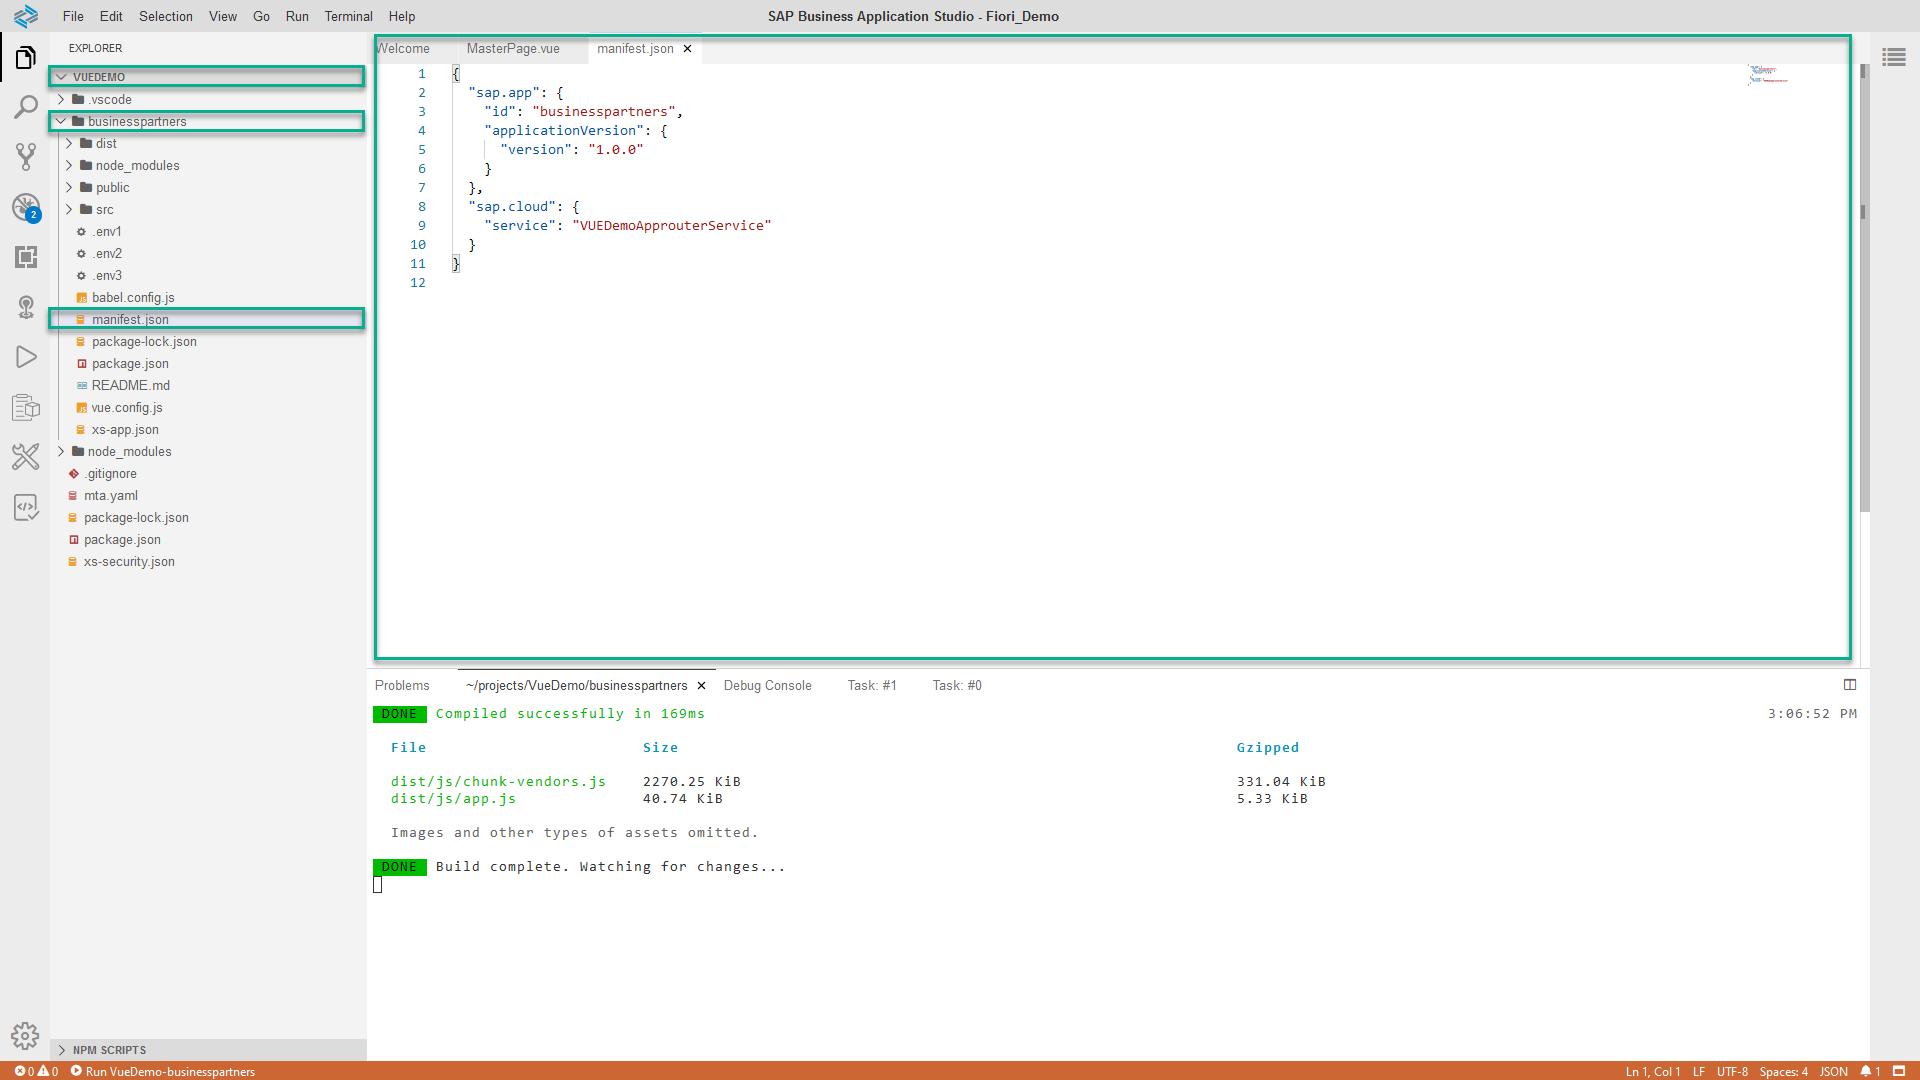 File Edit Selection View Go Run Terminal Help
SAP Business Application Studio - Fiori_Demo
EXPLORER
VUEDEMO
.vscode
businesspartners
dist
node_modules
public
src
.env1
.env2
.env3
babel.config.js
manifest.json
package-lock.json
package.json
README.md
vue.config.js
xs-app.json
node_modules
.gitignore
mta.yaml
package-lock.json
package.json
xs-security.json
NPM SCRIPTS
2
Welcome MasterPage.vue manifest.json
1 {
2 "sap.app": {
3 "id": "businesspartners",
4 "applicationVersion": {
5 "version": "1.0.0"
6 }
7 },
8 "sap.cloud": {
9 "service": "VUEDemoApprouterService"
10 }
11 }
12
Problems ~/projects/VueDemo/businesspartners Debug Console Task: #1 Task: #0
DONE Compiled successfully in 169ms 3:06:52 PM
File Size Gzipped
dist/js/chunk-vendors.js 2270.25 KiB 331.04 KiB
dist/js/app.js 40.74 KiB 5.33 KiB
Images and other types of assets omitted.
DONE Build complete. Watching for changes...
0 0 Run VueDemo-businesspartners Ln 1, Col 1 LF UTF-8 Spaces: 4 JSON 1